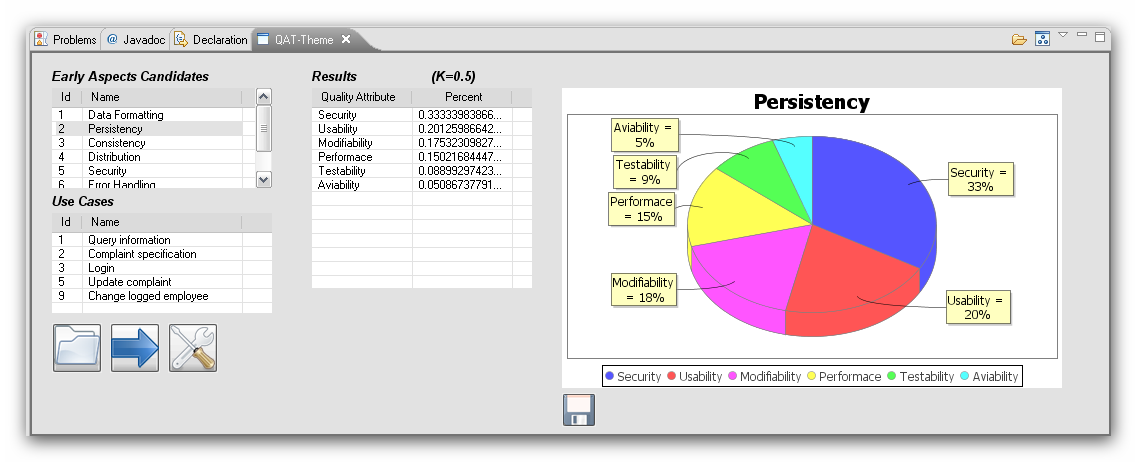 Problems @ Javadoc Declaration QAT-Theme
Early Aspects Candidates
Id Name
1 Data Formatting
2 Persistency
3 Consistency
4 Distribution
5 Security
6 Error Handling
Use Cases
Id Name
1 Query information
2 Complaint specification
3 Login
5 Update complaint
9 Change logged employee
Results (K=0.5)
Quality Attribute Percent
Security 0.33333983866...
Usability 0.20125986642...
Modifiability 0.17532309827...
Performace 0.15021684447...
Testability 0.08899297423...
Aviability 0.05086737791...
Persistency
Aviability =
5%
Testability
= 9%
Performace
= 15%
Modifiability
= 18%
Security =
33%
Usability =
20%
Security Usability Modifiability Performace Testability Aviability